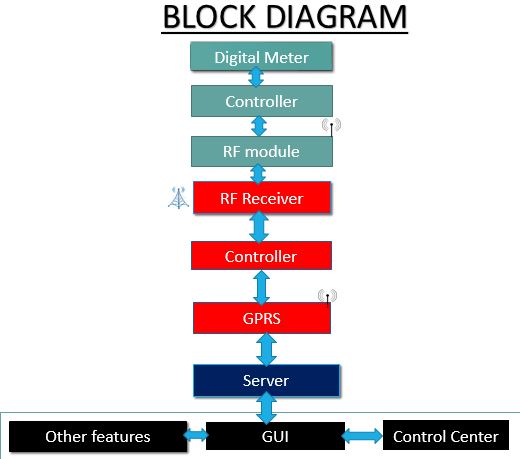 BLOCK DIAGRAM
Digital Meter
Controller
RF module
RF Receiver
Controller
GPRS
Server
Other features
GUI
Control Center